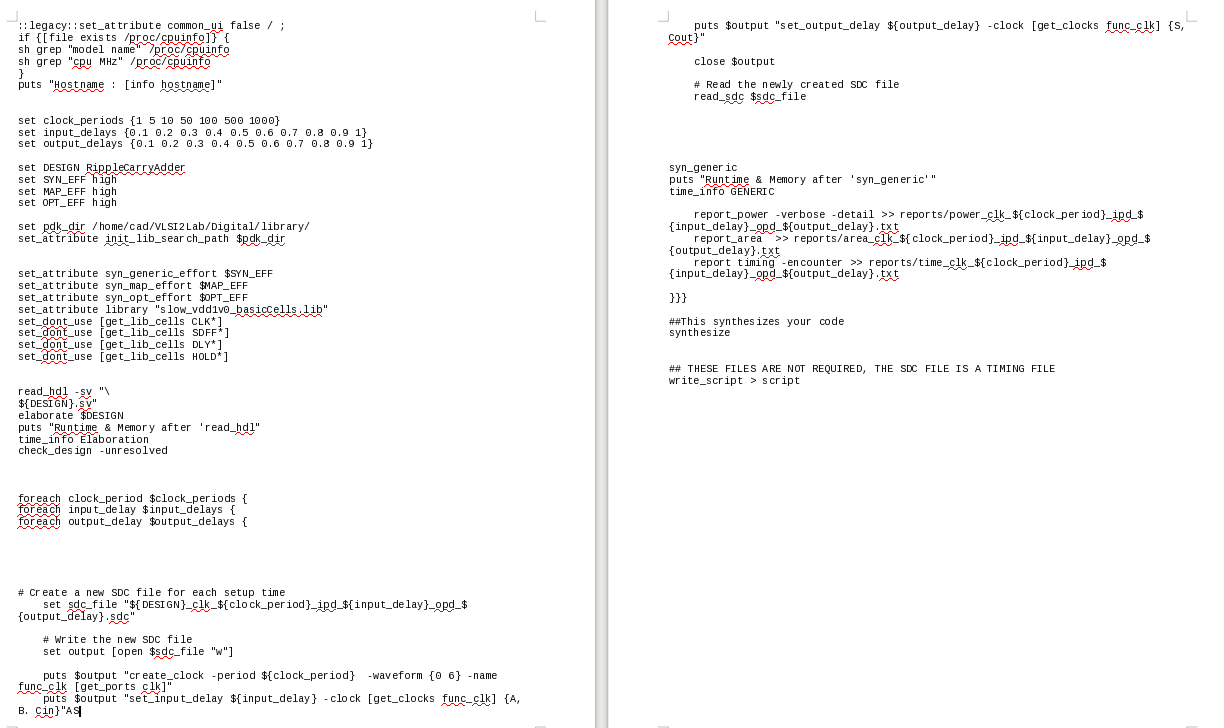 ::legacy::set_attribute common_ui false / ;
if {[file exists /proc/cpuinfo]} {
sh grep "model name" /proc/cpuinfo
sh grep "cpu MHz" /proc/cpuinfo
}
puts "Hostname : [info hostname]"
set clock_periods {1 5 10 50 100 500 1000}
set input_delays {0.1 0.2 0.3 0.4 0.5 0.6 0.7 0.8 0.9 1}
set output_delays {0.1 0.2 0.3 0.4 0.5 0.6 0.7 0.8 0.9 1}
set DESIGN RippleCarryAdder
set SYN_EFF high
set MAP_EFF high
set OPT_EFF high
set pdk_dir /home/cad/VLSI2Lab/Digital/library/
set_attribute init_lib_search_path $pdk_dir
set_attribute syn_generic_effort $SYN_EFF
set_attribute syn_map_effort $MAP_EFF
set_attribute syn_opt_effort $OPT_EFF
set_attribute library "slow_vdd1v0_basicCells.lib"
set_dont_use [get_lib_cells CLK*]
set_dont_use [get_lib_cells SDFF*]
set_dont_use [get_lib_cells DLY*]
set_dont_use [get_lib_cells HOLD*]
read_hdl -sv "\
${DESIGN}.sv"
elaborate $DESIGN
puts "Runtime & Memory after 'read_hdl"
time_info Elaboration
check_design -unresolved
foreach clock_period $clock_periods {
foreach input_delay $input_delays {
foreach output_delay $output_delays {
# Create a new SDC file for each setup time
set sdc_file "${DESIGN}_clk_${clock_period}_ipd_${input_delay}_opd_$
{output_delay}.sdc"
# Write the new SDC file
set output [open $sdc_file "w"]
puts $output "create_clock -period ${clock_period}  -waveform {0 6} -name
func_clk [get_ports clk]"
puts $output "set_input_delay ${input_delay} -clock [get_clocks func_clk] {A,
B. Cin}"AS
puts $output "set_output_delay ${output_delay} -clock [get_clocks func_clk] {S,
Cout}"
close $output
# Read the newly created SDC file
read_sdc $sdc_file
syn_generic
puts "Runtime & Memory after 'syn_generic'"
time_info GENERIC
report_power -verbose -detail >> reports/power_clk_${clock_period}_ipd_$
{input_delay}_opd_${output_delay}.txt
report_area  >> reports/area_clk_${clock_period}_ipd_${input_delay}_opd_$
{output_delay}.txt
report timing -encounter >> reports/time_clk_${clock_period}_ipd_$
{input_delay}_opd_${output_delay}.txt
}}}
##This synthesizes your code
synthesize
## THESE FILES ARE NOT REQUIRED, THE SDC FILE IS A TIMING FILE
write_script > script